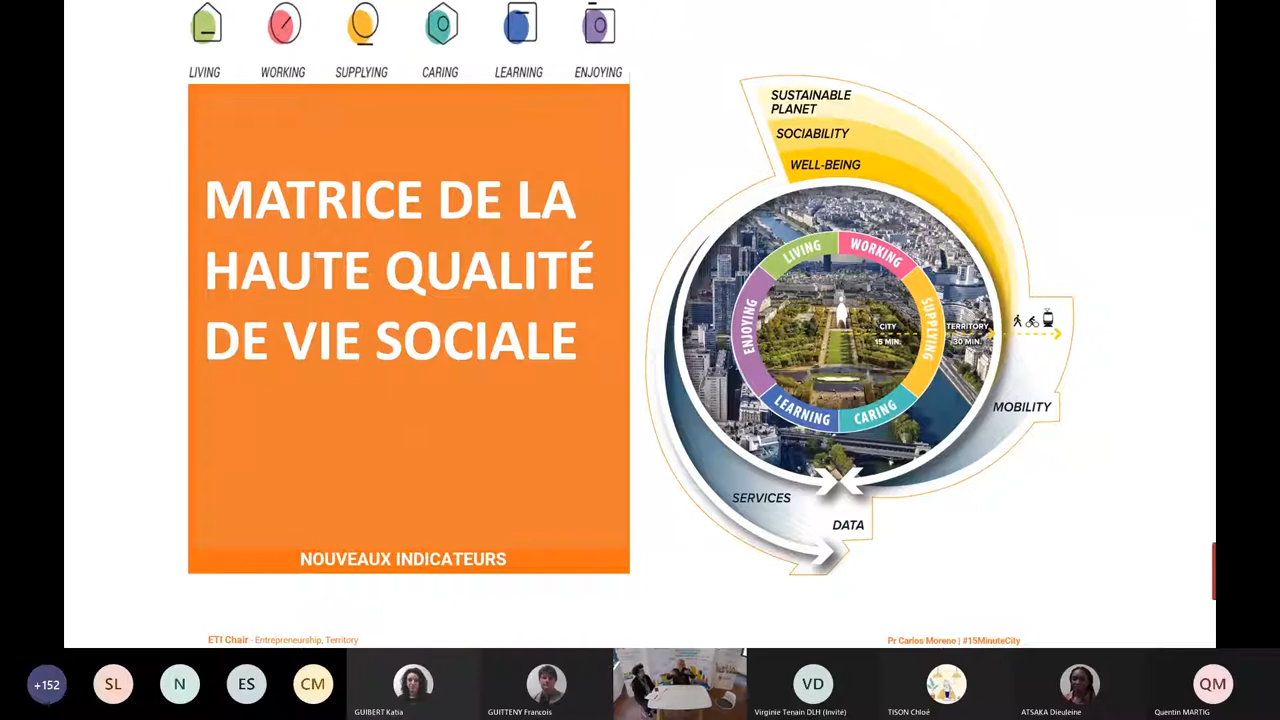 LIVING
WORKING
SUPPLYING
CARING
LEARNING
ENJOYING
MATRICE DE LA
HAUTE QUALITÉ
DE VIE SOCIALE
NOUVEAUX INDICATEURS
SUSTAINABLE
PLANET
SOCIABILITY
WELL-BEING
LIVING
WORKING
SUPPLYING
CARING
LEARNING
ENJOYING
CITY
15 MIN.
TERRITORY
30 MIN.
MOBILITY
SERVICES
DATA
ETI Chair - Entrepreneurship, Territory
Pr Carlos Moreno | #15MinuteCity
+152
SL
N
ES
CM
GUIBERT Katia
GUITTENY Francois
VD
Virginie Tenain DLH (Invité)
TISON Chloé
ATSAKA Dieuleine
QM
Quentin MARTIG